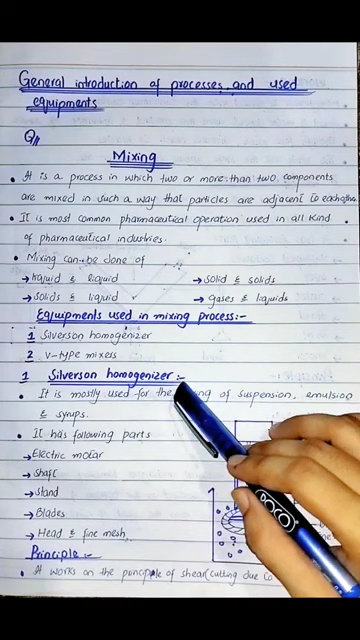 General introduction of processes and used
equipments
Q//
Mixing
• It is a process in which two or more than two components
are mixed in such a way that particles are adjacent to each other.
• It is most common pharmaceutical operation used in all kind
of pharmaceutical industries.
• Mixing can be done of
→ liquid & liquid → solid & solids
→ solids & liquid → gases & liquids
Equipments used in mixing process:-
1 Silverson homogenizer
2 V-type mixers
1 Silverson homogenizer:-
• It is mostly used for the of suspension, emulsion
& syrups.
• It has following parts
→ Electric motar
→ Shaft
→ Stand
→ Blades
→ Head & fine mesh.
Principle :-
• It works on the principle of shear (cutting due to
POCO